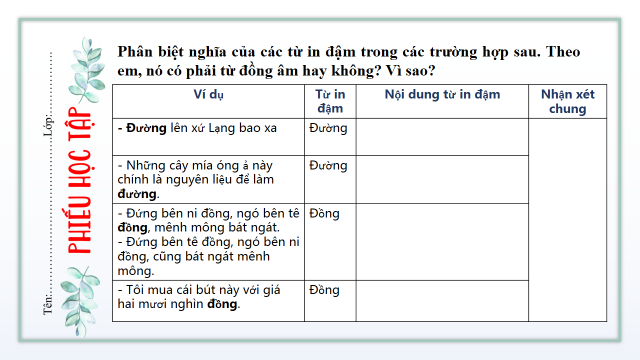 Tên:........................Lớp:................
PHIẾU HỌC TẬP
Phân biệt nghĩa của các từ in đậm trong các trường hợp sau. Theo
em, nó có phải từ đồng âm hay không? Vì sao?
Ví dụ
Từ in
đậm
Nội dung từ in đậm
Nhận xét
chung
- Đường lên xứ Lạng bao xa
Đường
- Những cây mía óng ả này
chính là nguyên liệu để làm
đường.
Đường
- Đứng bên ni đồng, ngó bên tê
đồng, mênh mông bát ngát.
- Đứng bên tê đồng, ngó bên ni
đồng, cũng bát ngát mênh
mông.
Đồng
- Tôi mua cái bút này với giá
hai mươi nghìn đồng.
Đồng